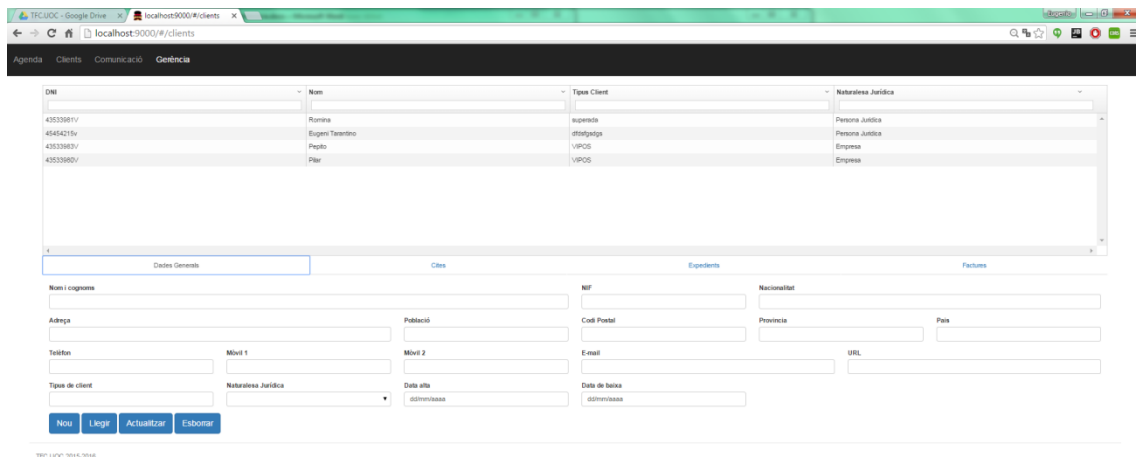 TFC.UOC - Google Drive localhost:9000/#/clients
localhost:9000/#/clients
Agenda Clients Comunicació Gerència
DNI Nom Tipus Client Naturalesa Jurídica
43533981V Romina superada Persona Jurídica
45454215v Eugeni Tarantino dfdsfgadgs Persona Jurídica
43533983V Pepito VIPOS Empresa
43533980V Pilar VIPOS Empresa
Dades Generals Cites Expedients Factures
Nom i cognoms NIF Nacionalitat
Adreça Població Codi Postal Província País
Telèfon Mòvil 1 Mòvil 2 E-mail URL
Tipus de client Naturalesa Jurídica Data alta Data de baixa
dd/mm/aaaa dd/mm/aaaa
Nou Llegir Actualitzar Esborrar
TFC UOC 2015-2016